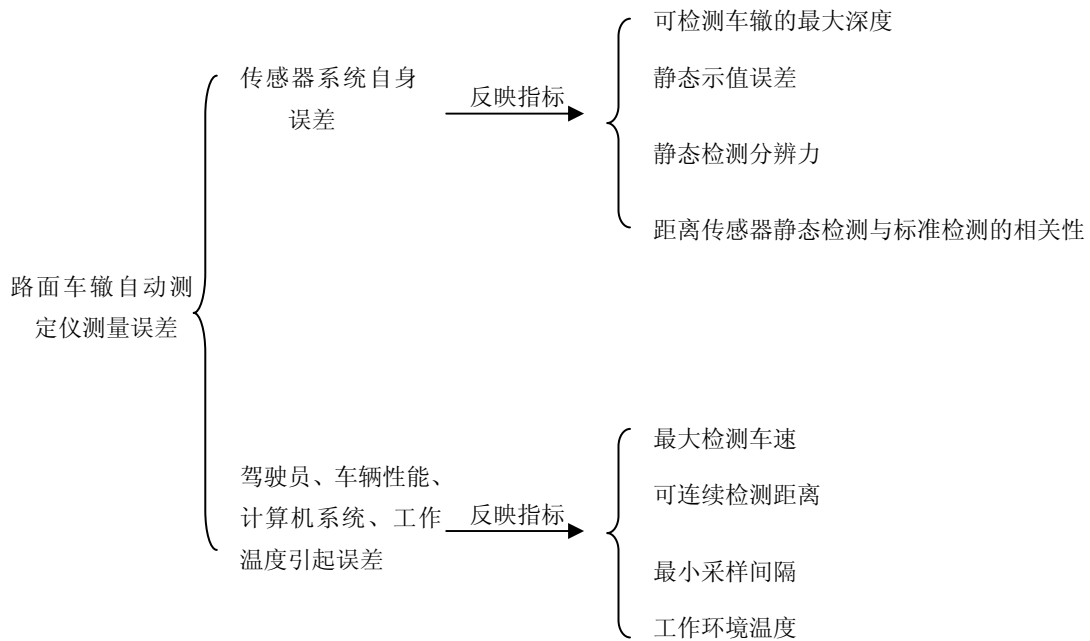 路面车辙自动测
定仪测量误差
传感器系统自身
误差
反映指标
可检测车辙的最大深度
静态示值误差
静态检测分辨力
距离传感器静态检测与标准检测的相关性
驾驶员、车辆性能、
计算机系统、工作
温度引起误差
反映指标
最大检测车速
可连续检测距离
最小采样间隔
工作环境温度